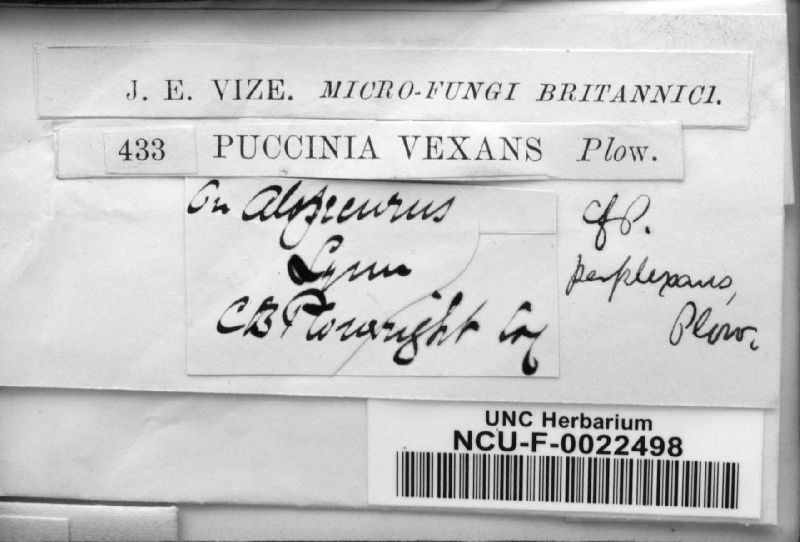 J. E. VIZE. MICRO-FUNGI BRITANNICI.
433 PUCCINIA VEXANS Plow.
On Alopecurus
Lynn
C B Plowright Esq
cf P.
perplexans,
Plow.
UNC Herbarium
NCU-F-0022498